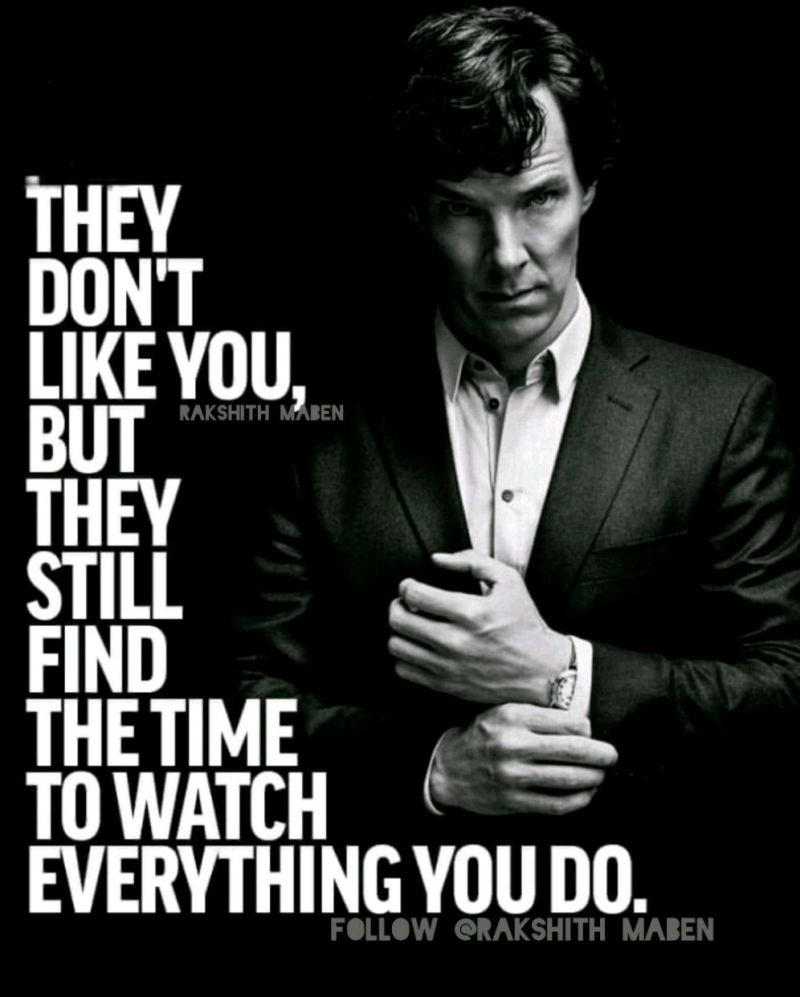 THEY
DON'T
LIKE YOU,
RAKSHITH MABEN
BUT
THEY
STILL
FIND
THE TIME
TO WATCH
EVERYTHING YOU DO.
FOLLOW @RAKSHITH MABEN